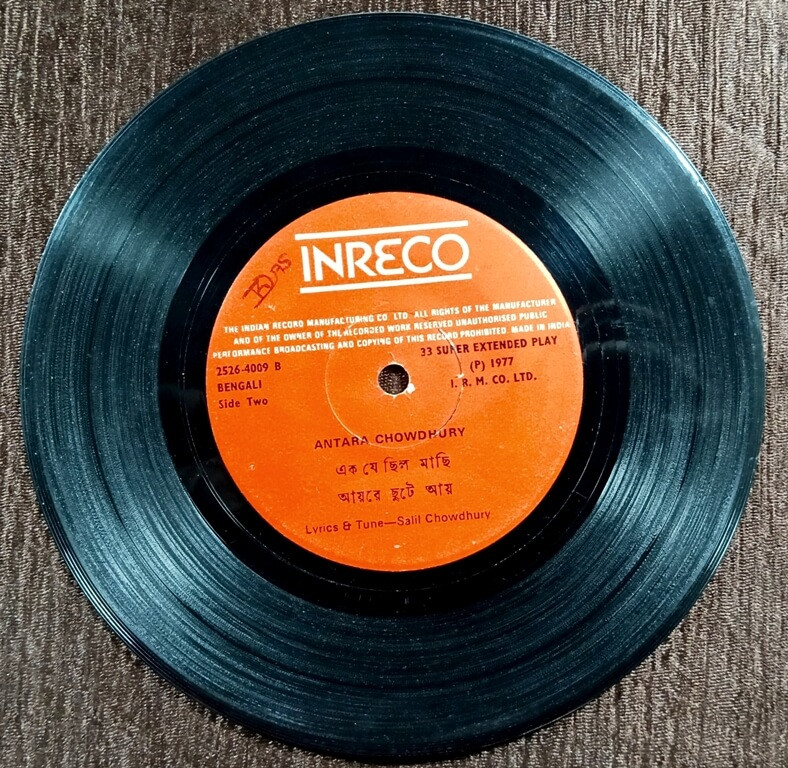 INRECO
THE INDIAN RECORD MANUFACTURING CO. LTD. ALL RIGHTS OF THE MANUFACTURER
AND OF THE OWNER OF THE RECORDED WORK RESERVED UNAUTHORISED PUBLIC
PERFORMANCE BROADCASTING AND COPYING OF THIS RECORD PROHIBITED. MADE IN INDIA
2526-4009 B
BENGALI
Side Two
33 SUPER EXTENDED PLAY
(P) 1977
I. R. M. CO. LTD.
ANTARA CHOWDHURY
এক যে ছিল মাছি
আয়রে ছুটে আয়
Lyrics & Tune—Salil Chowdhury